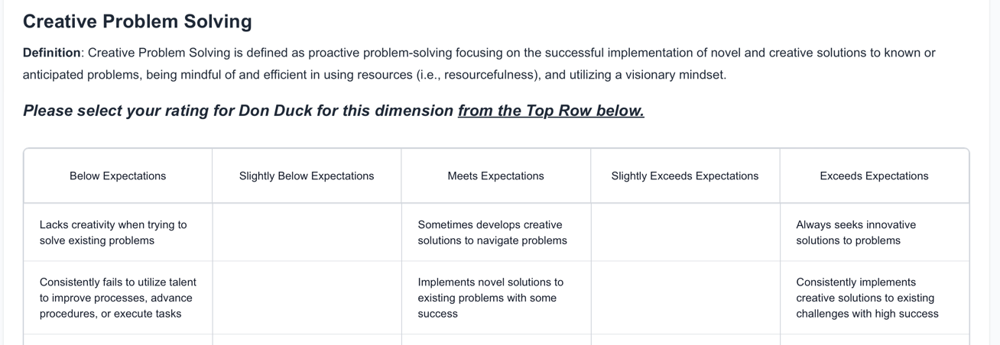 Creative Problem Solving
Definition: Creative Problem Solving is defined as proactive problem-solving focusing on the successful implementation of novel and creative solutions to known or
anticipated problems, being mindful of and efficient in using resources (i.e., resourcefulness), and utilizing a visionary mindset.
Please select your rating for Don Duck for this dimension from the Top Row below.
Below Expectations
Slightly Below Expectations
Meets Expectations
Slightly Exceeds Expectations
Exceeds Expectations
Lacks creativity when trying to
solve existing problems
Sometimes develops creative
solutions to navigate problems
Always seeks innovative
solutions to problems
Consistently fails to utilize talent
to improve processes, advance
procedures, or execute tasks
Implements novel solutions to
existing problems with some
success
Consistently implements
creative solutions to existing
challenges with high success